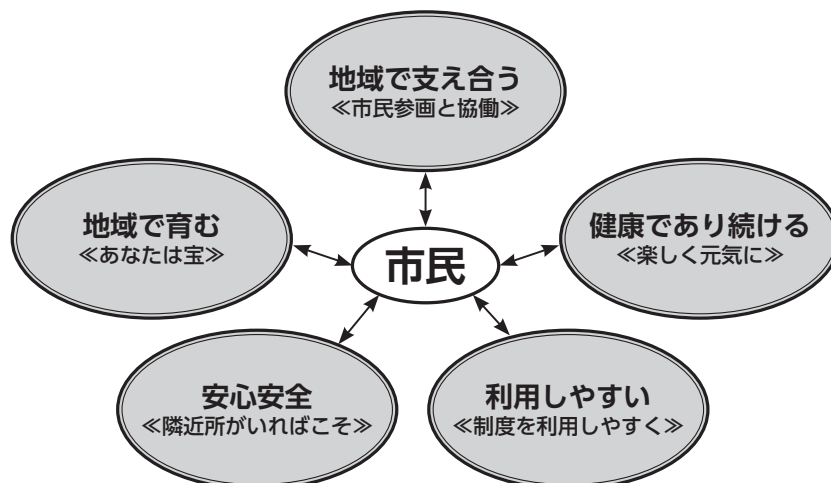 地域で支え合う
≪市民参画と協働≫
地域で育む
≪あなたは宝≫
健康であり続ける
≪楽しく元気に≫
市民
安心安全
≪隣近所がいればこそ≫
利用しやすい
≪制度を利用しやすく≫